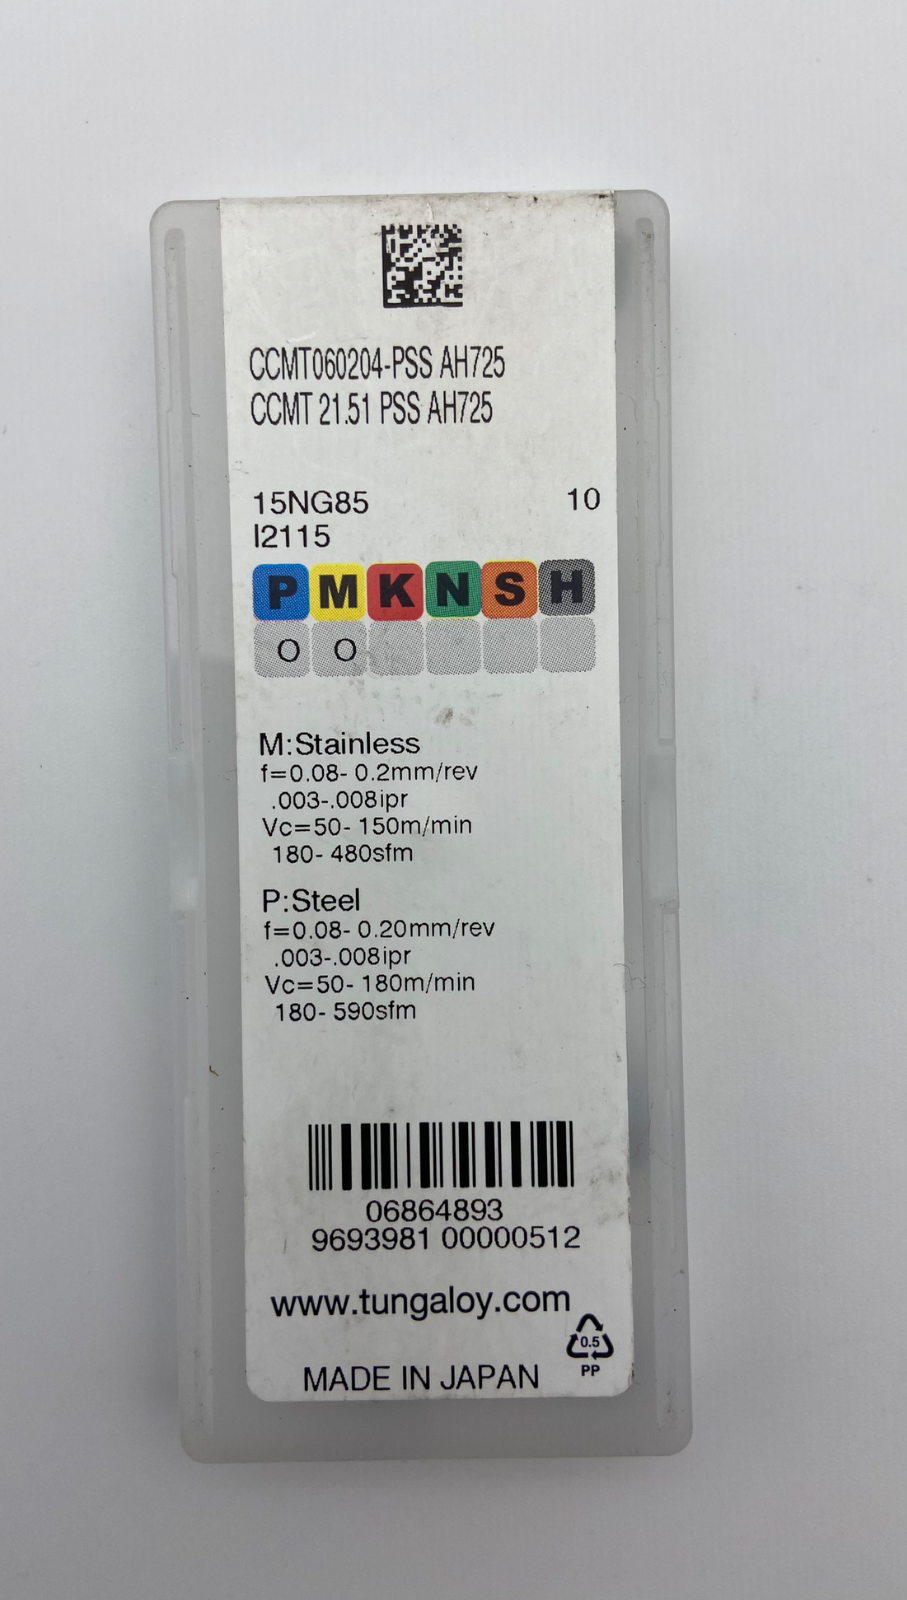 CCMT060204-PSS AH725
CCMT 21.51 PSS AH725
15NG85 10
I2115
P M K N S H
O O
M:Stainless
f=0.08- 0.2mm/rev
.003-.008ipr
Vc=50- 150m/min
180- 480sfm
P:Steel
f=0.08- 0.20mm/rev
.003-.008ipr
Vc=50- 180m/min
180- 590sfm
06864893
9693981 00000512
www.tungaloy.com
0.5
PP
MADE IN JAPAN